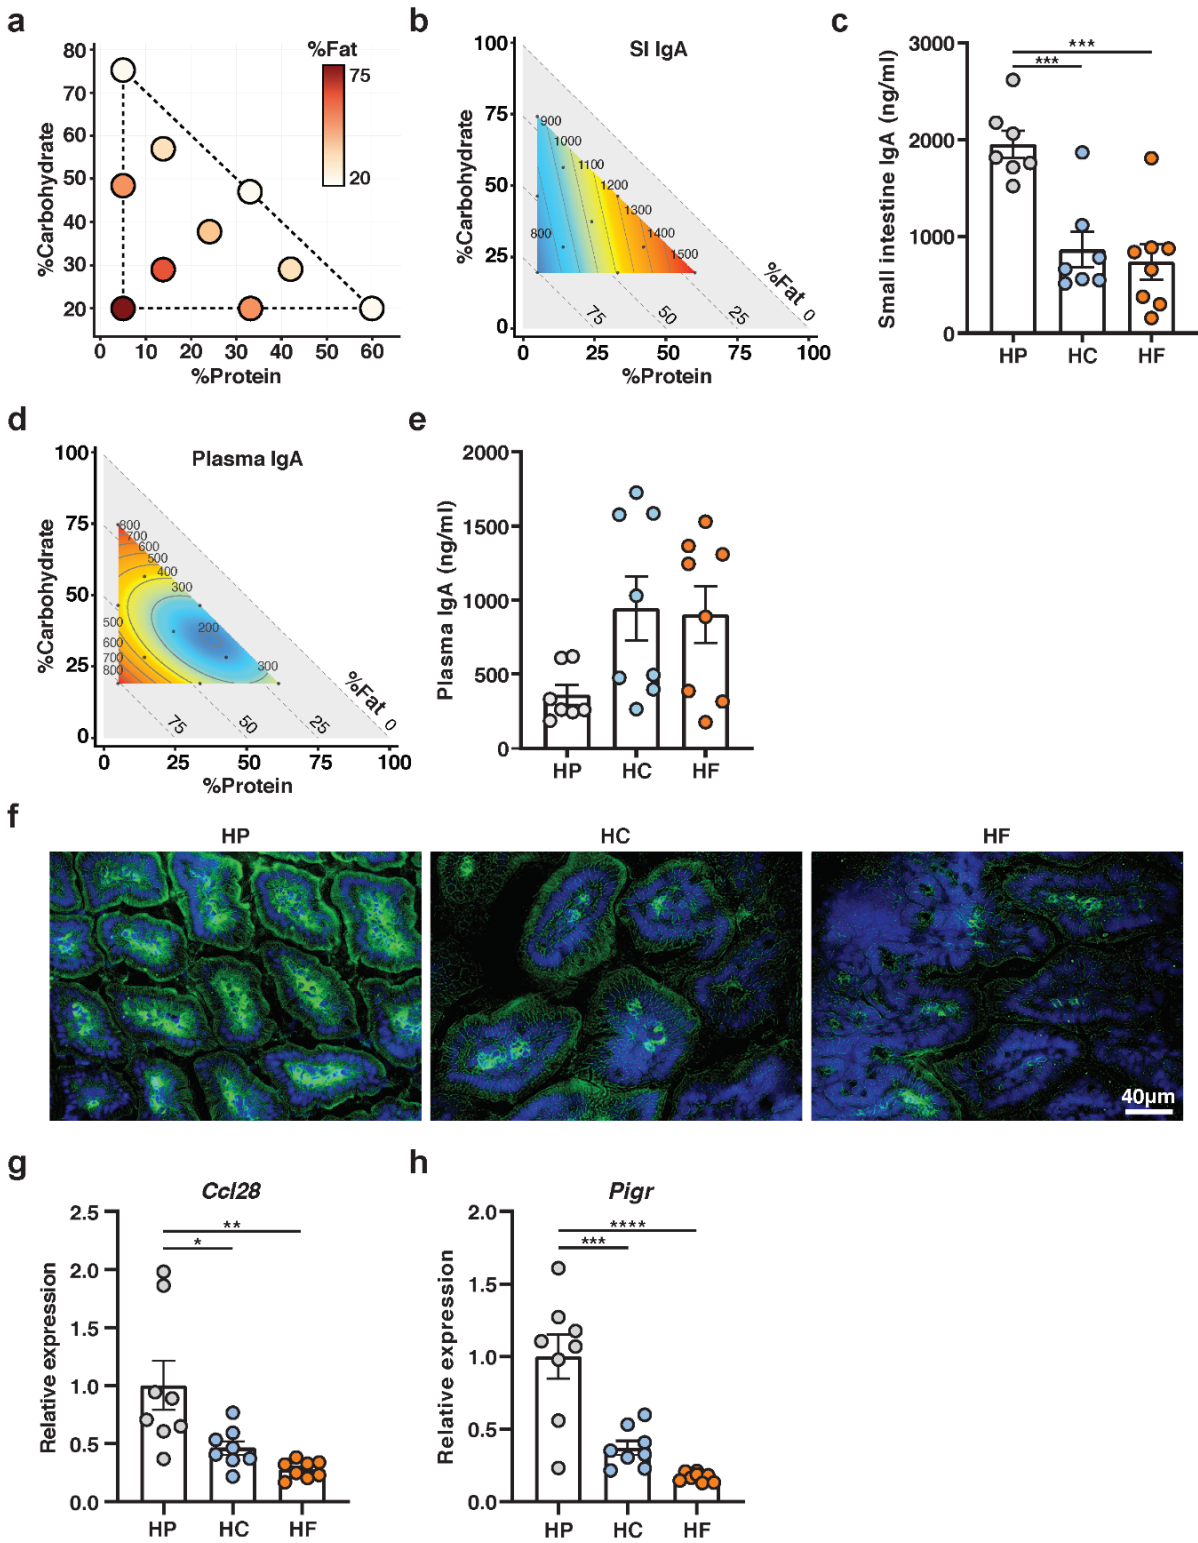 a
%Fat
75
20
80
70
60
50
40
30
20
%Carbohydrate
0 10 20 30 40 50 60
%Protein
b
SI IgA
100
75
50
25
0
%Carbohydrate
900
1000
1100
1200
1300
1400
1500
800
%Fat
75 50 25 0
0 25 50 75 100
%Protein
c
Small intestine IgA (ng/ml)
3000
2000
1000
0
***
***
HP HC HF
d
Plasma IgA
100
75
50
25
0
%Carbohydrate
800
700
600
500
400
300
200
300
500
600
700
800
%Fat
75 50 25 0
0 25 50 75 100
%Protein
e
Plasma IgA (ng/ml)
2000
1500
1000
500
0
HP HC HF
f
HP HC HF
40µm
g
Ccl28
Relative expression
2.5
2.0
1.5
1.0
0.5
0.0
**
*
HP HC HF
h
Pigr
Relative expression
2.0
1.5
1.0
0.5
0.0
****
***
HP HC HF